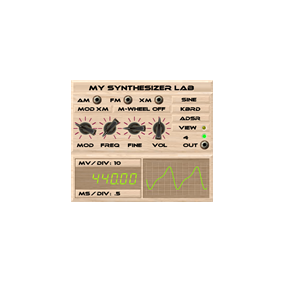 MY SYNTHESIZER LAB
AM FM XM SINE
MOD XM M-WHEEL OFF KBRD
ADSR
VIEW
4
MOD FREQ FINE VOL OUT
MV/DIV: 10
440.00
MS/DIV: .5